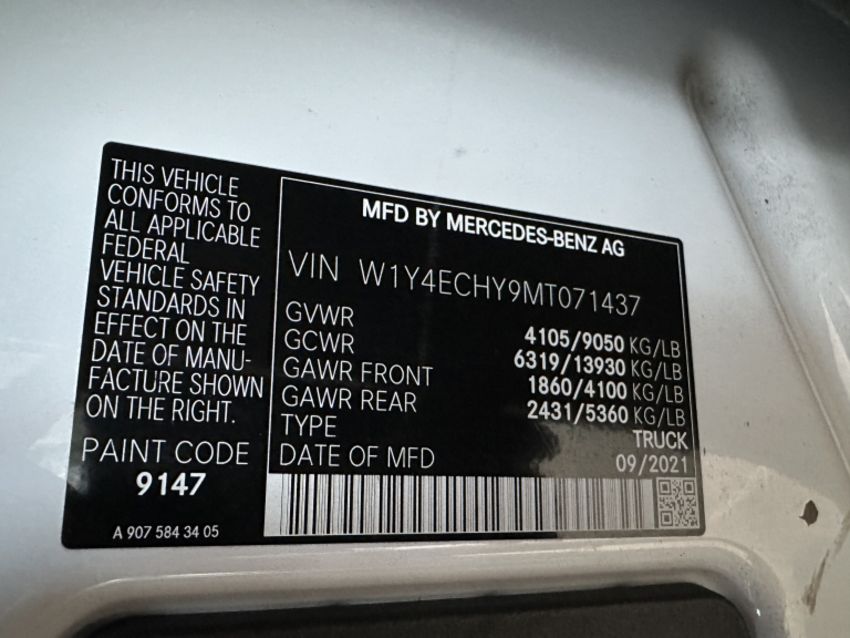 THIS VEHICLE
CONFORMS TO
ALL APPLICABLE
FEDERAL
VEHICLE SAFETY
STANDARDS IN
EFFECT ON THE
DATE OF MANU-
FACTURE SHOWN
ON THE RIGHT.
PAINT CODE
9147
A 907 584 34 05
MFD BY MERCEDES-BENZ AG
VIN W1Y4ECHY9MT071437
GVWR 4105/9050 KG/LB
GCWR 6319/13930 KG/LB
GAWR FRONT 1860/4100 KG/LB
GAWR REAR 2431/5360 KG/LB
TYPE TRUCK
DATE OF MFD 09/2021